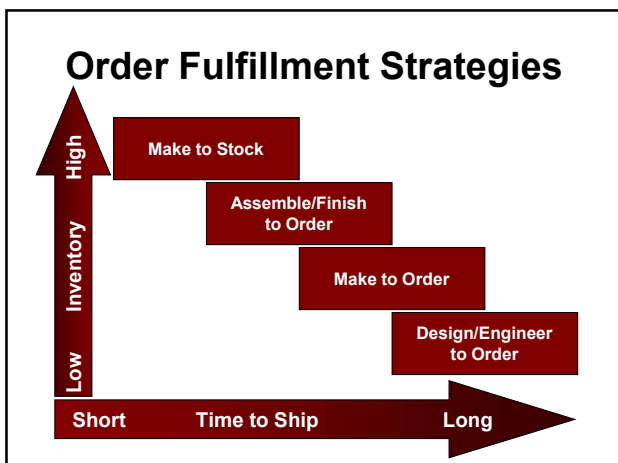 Order Fulfillment Strategies
High
Inventory
Low
Make to Stock
Assemble/Finish
to Order
Make to Order
Design/Engineer
to Order
Short Time to Ship Long